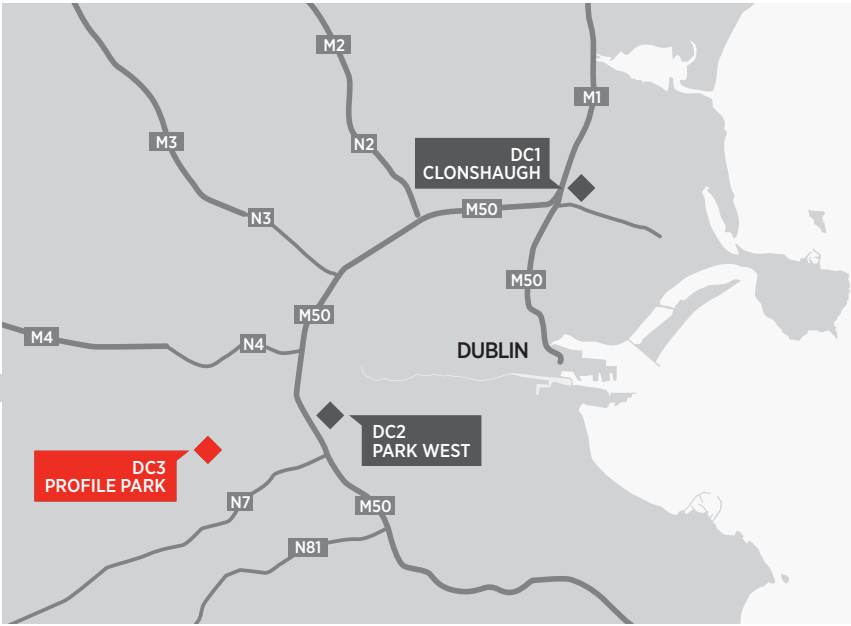 M2
M1
M3
N2
DC1
CLONSHAUGH
M50
N3
M50
M50
M4
N4
DUBLIN
DC2
PARK WEST
DC3
PROFILE PARK
N7
M50
N81